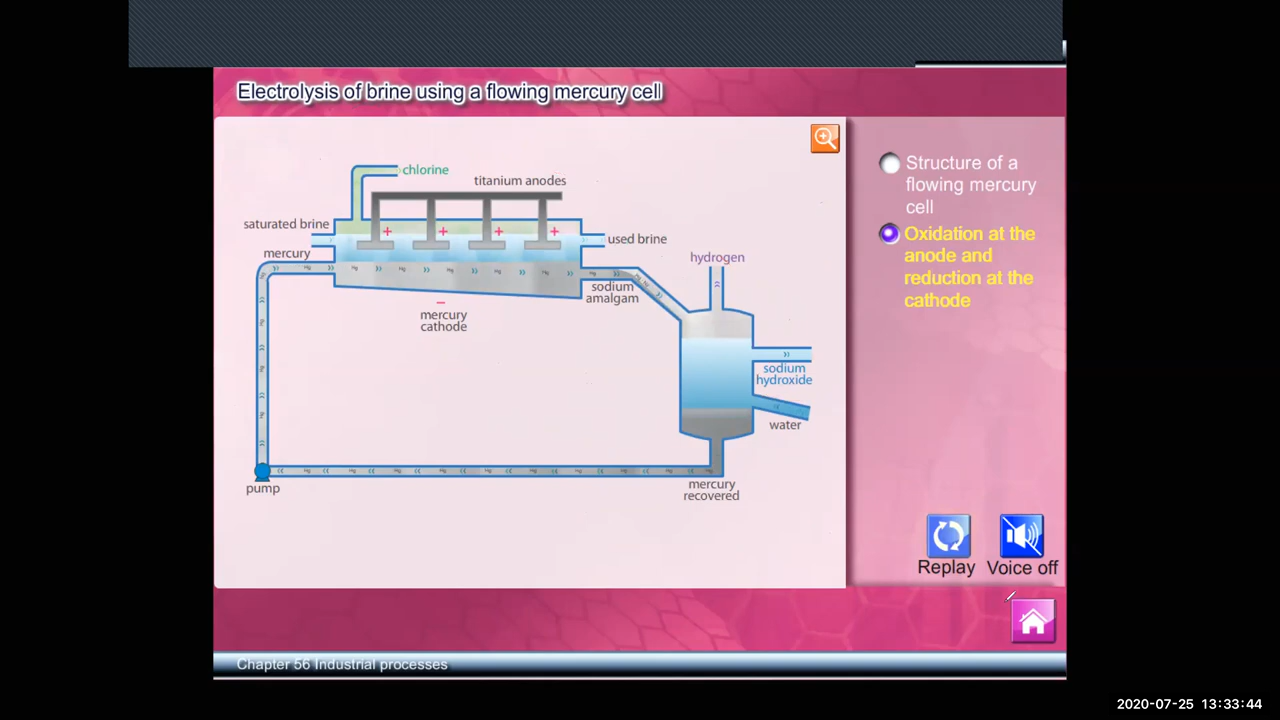 Electrolysis of brine using a flowing mercury cell
chlorine
titanium anodes
saturated brine
used brine
mercury
hydrogen
sodium
amalgam
mercury
cathode
sodium
hydroxide
water
pump
mercury
recovered
Structure of a
flowing mercury
cell
Oxidation at the
anode and
reduction at the
cathode
Replay
Voice off
Chapter 56 Industrial processes
2020-07-25 13:33:44